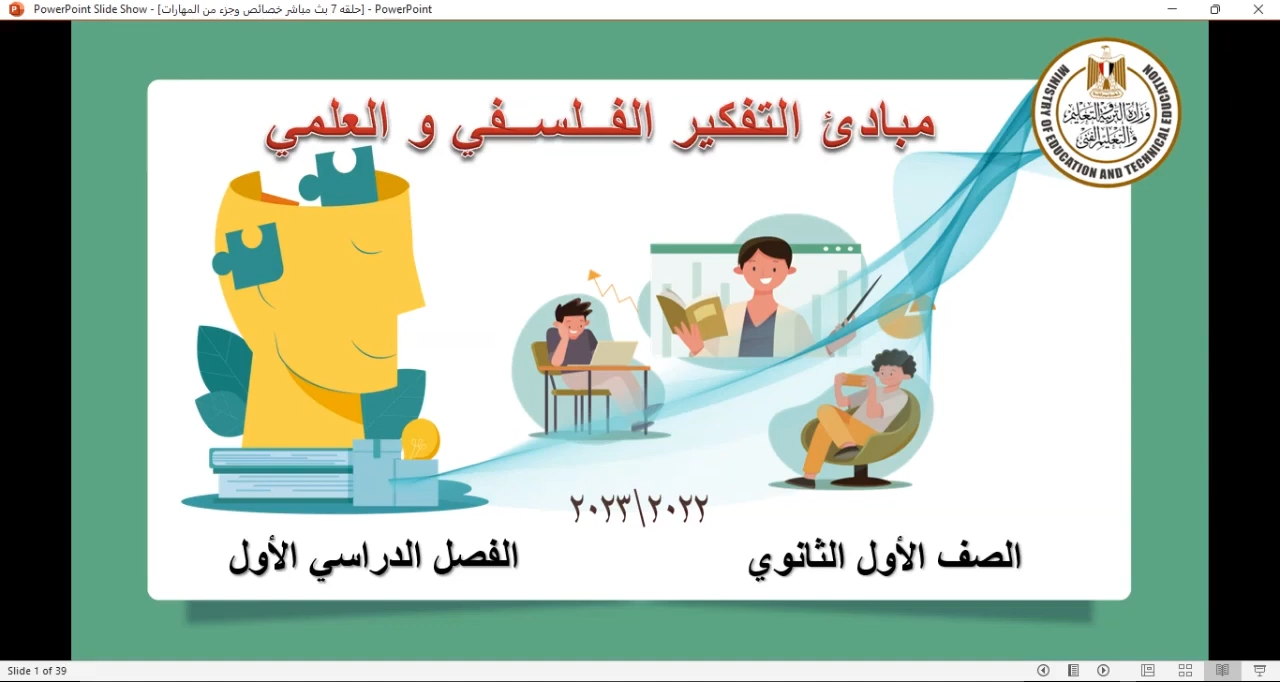 PowerPoint Slide Show - [حلقه 7 بث مباشر خصائص وجزء من المهارات] - PowerPoint
مبادئ التفكير الفلسفي و العلمي
وزارة التربية والتعليم
والتعليم الفني
MINISTRY OF EDUCATION AND TECHNICAL EDUCATION
٢٠٢٢\٢٠٢٣
الصف الأول الثانوي
الفصل الدراسي الأول
Slide 1 of 39